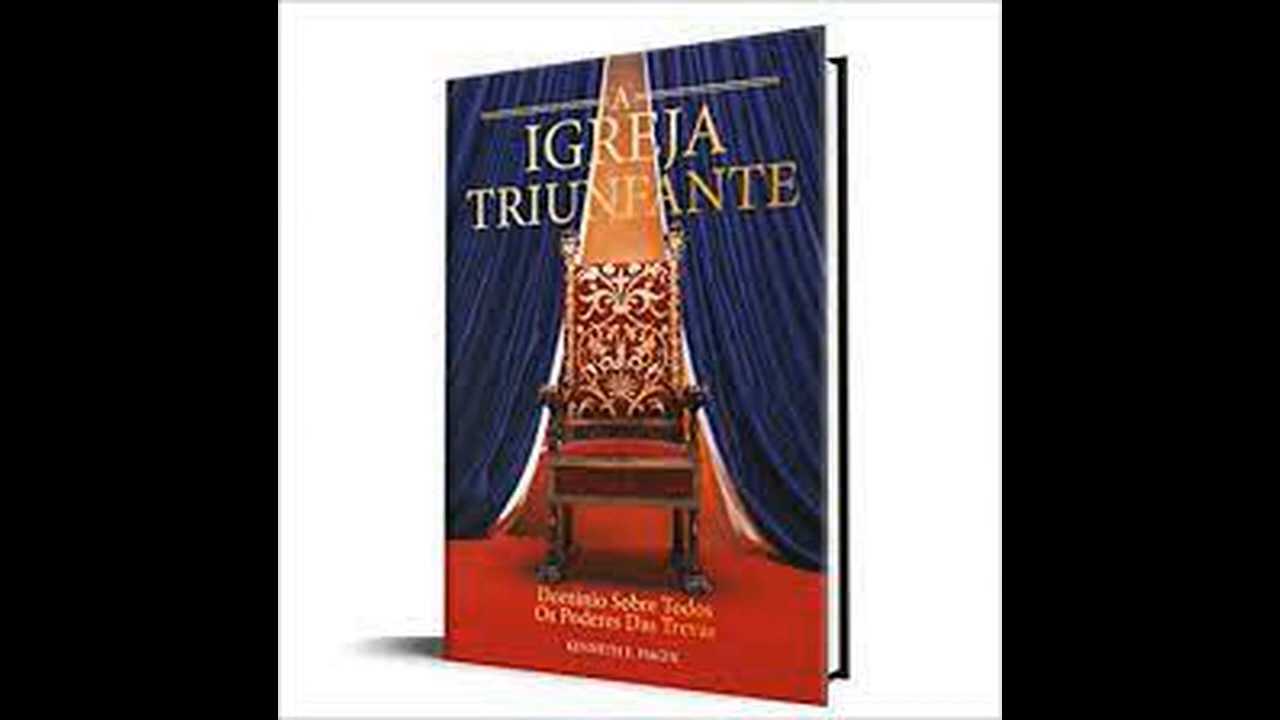 A
IGREJA
TRIUNFANTE
Domínio Sobre Todos
Os Poderes Das Trevas
KENNETH E. HAGIN